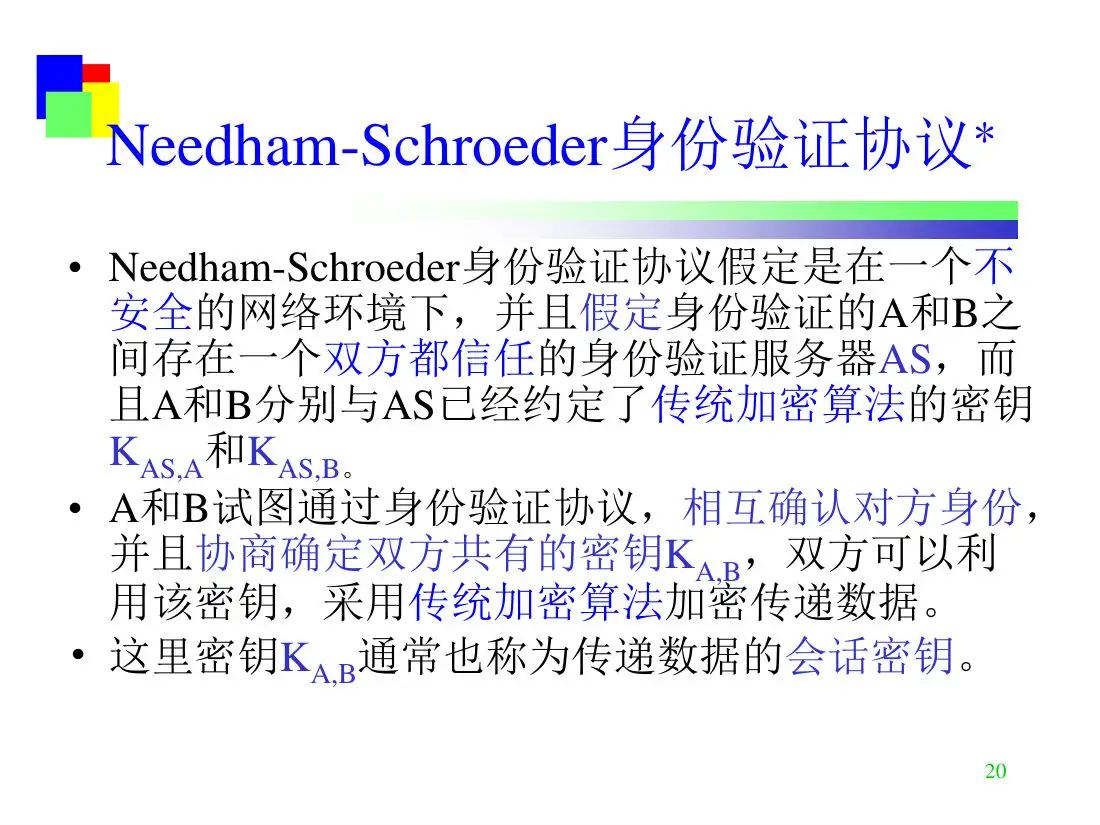 Needham-Schroeder身份验证协议*
• Needham-Schroeder身份验证协议假定是在一个不
安全的网络环境下，并且假定身份验证的A和B之
间存在一个双方都信任的身份验证服务器AS，而
且A和B分别与AS已经约定了传统加密算法的密钥
KAS,A和KAS,B。
• A和B试图通过身份验证协议，相互确认对方身份，
并且协商确定双方共有的密钥KA,B，双方可以利
用该密钥，采用传统加密算法加密传递数据。
• 这里密钥KA,B通常也称为传递数据的会话密钥。
20